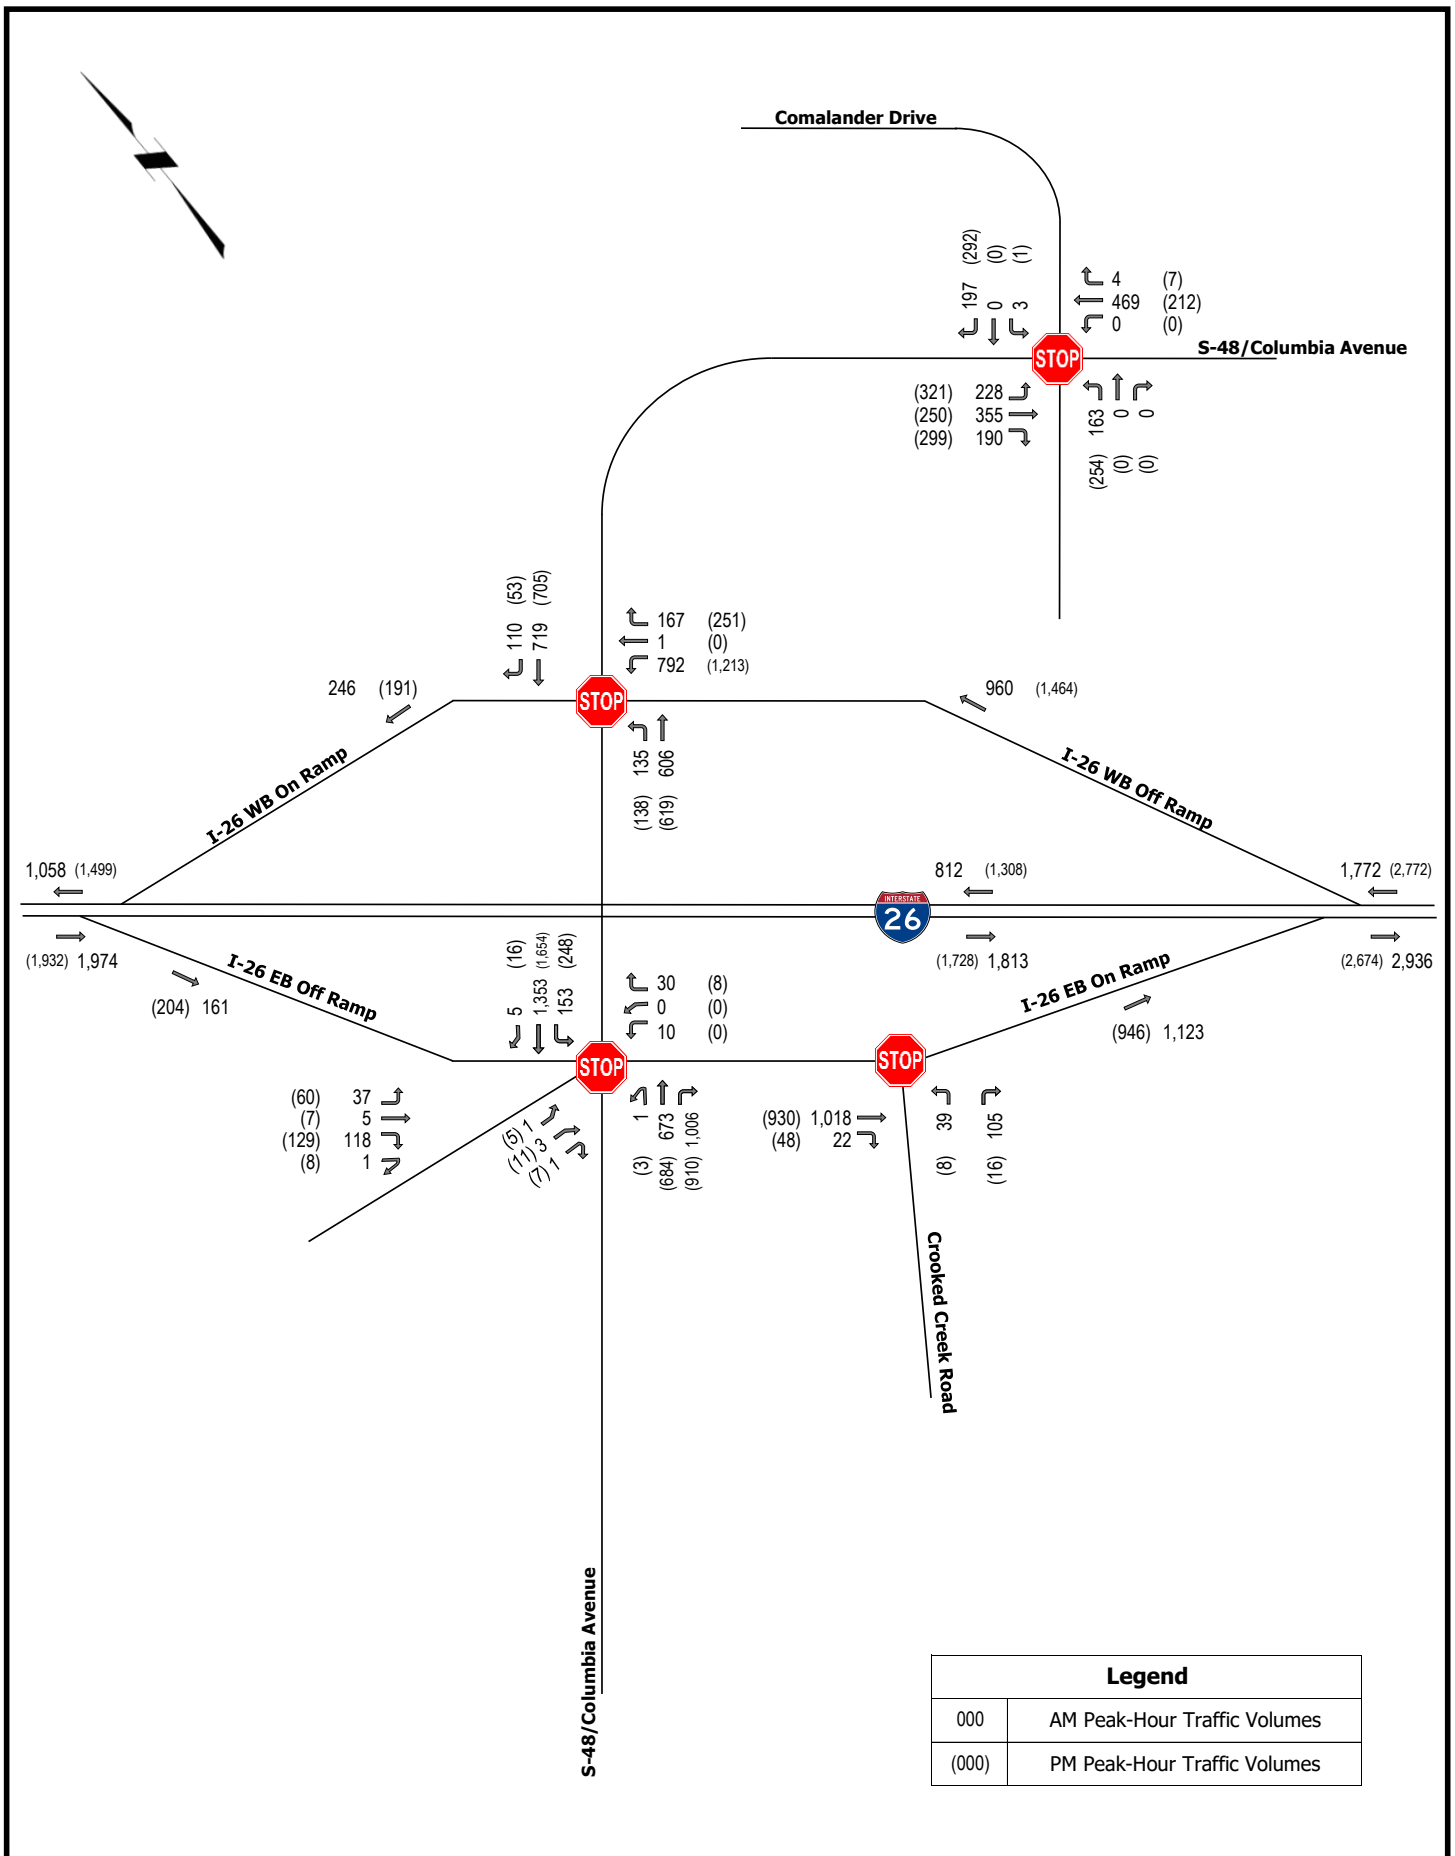 Comalander Drive
(292) (0) (1)
197 0 3
4 (7)
469 (212)
0 (0)
STOP
S-48/Columbia Avenue
(321) 228
(250) 355
(299) 190
163 0 0
(254) (0) (0)
(53) (705)
110 719
167 (251)
1 (0)
792 (1,213)
246 (191)
STOP
960 (1,464)
135 606
(138) (619)
I-26 WB On Ramp
I-26 WB Off Ramp
1,058 (1,499)
812 (1,308)
1,772 (2,772)
INTERSTATE
26
(1,932) 1,974
(1,728) 1,813
(2,674) 2,936
I-26 EB Off Ramp
(204) 161
(16) (1,654) (248)
5 1,353 153
30 (8)
0 (0)
10 (0)
I-26 EB On Ramp
(946) 1,123
STOP
STOP
(60) 37
(7) 5
(129) 118
(8) 1
(5) 1
(11) 3
(7) 1
1 673 1,006
(3) (684) (910)
(930) 1,018
(48) 22
39 105
(8) (16)
Crooked Creek Road
S-48/Columbia Avenue
Legend
000 AM Peak-Hour Traffic Volumes
(000) PM Peak-Hour Traffic Volumes